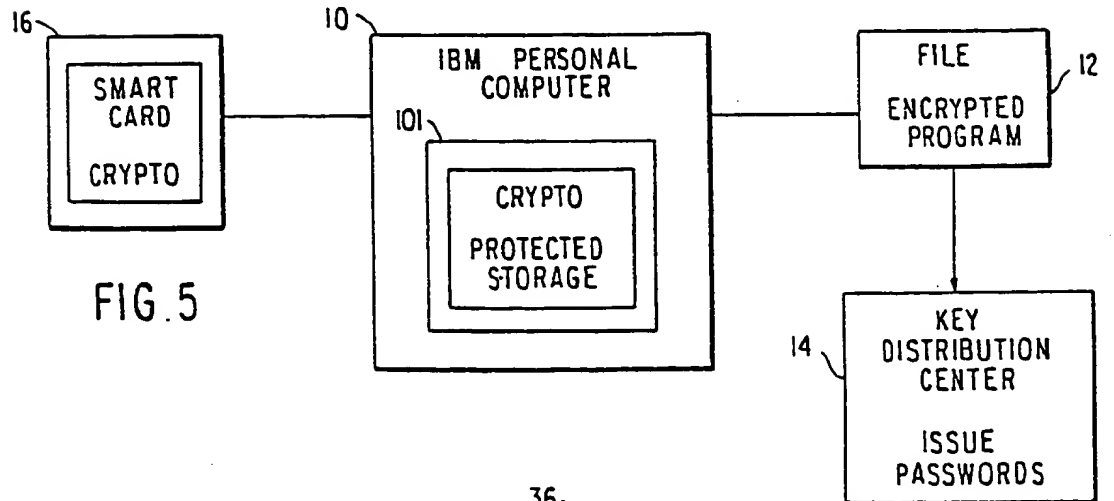 16
SMART
CARD
CRYPTO
FIG.5
10
IBM PERSONAL
COMPUTER
101
CRYPTO
PROTECTED
STORAGE
FILE
ENCRYPTED
PROGRAM
12
14
KEY
DISTRIBUTION
CENTER
ISSUE
PASSWORDS
36.